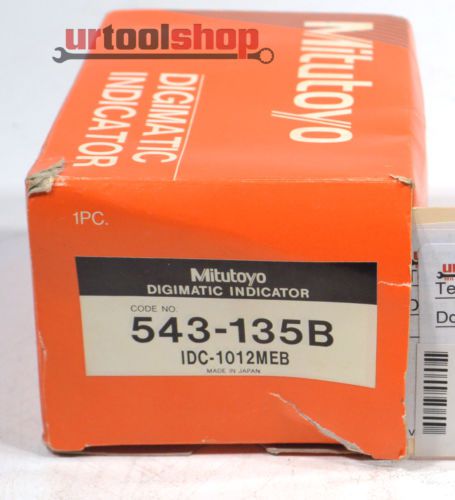 urtoolshop
Mitutoyo
DIGIMATIC
INDICATOR
1PC.
Mitutoyo
DIGIMATIC INDICATOR
CODE NO.
543-135B
IDC-1012MEB
MADE IN JAPAN
ur
Te
Do